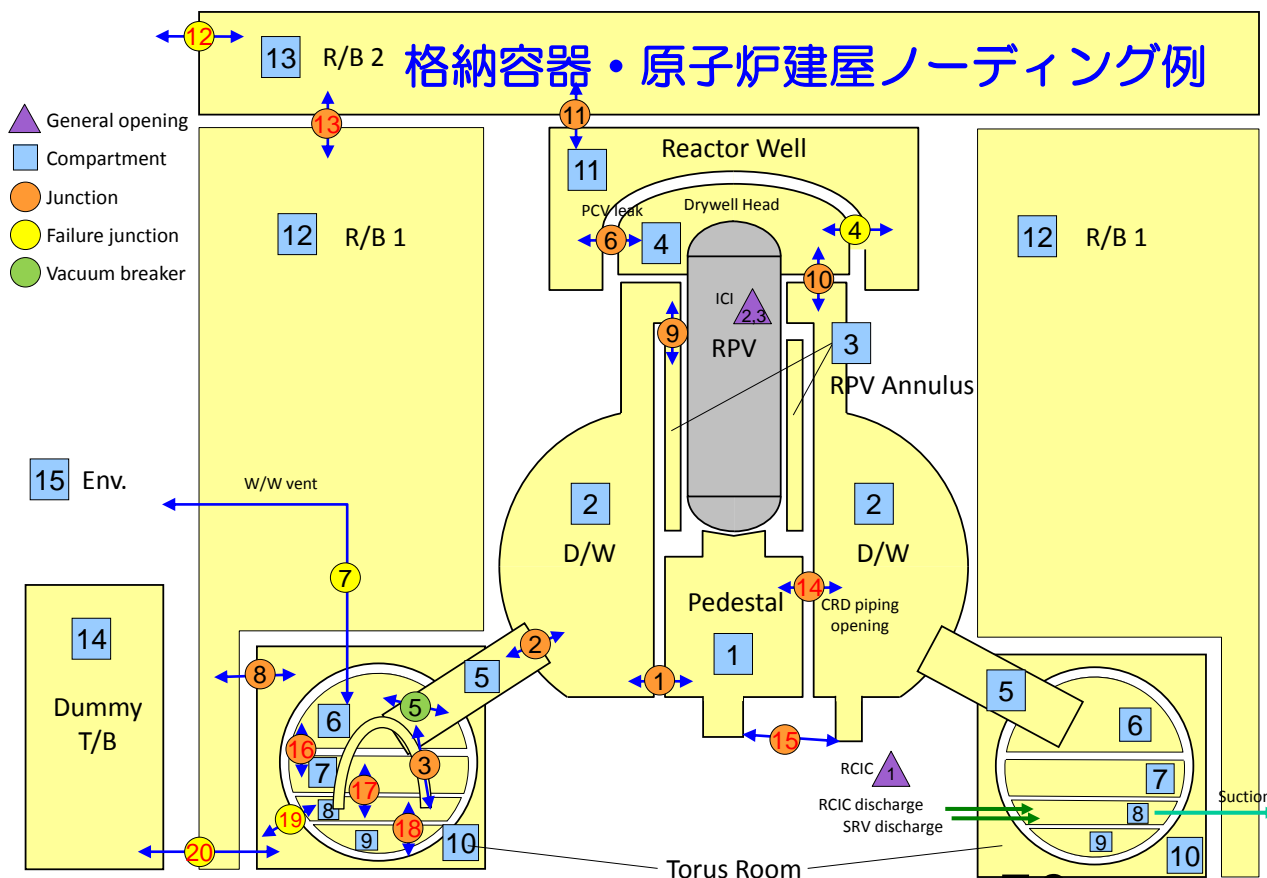 12
13
R/B 2
格納容器・原子炉建屋ノーディング例
General opening
Compartment
Junction
Failure junction
Vacuum breaker
13
11
Reactor Well
11
PCV leak
Drywell Head
6
4
4
12
R/B 1
12
R/B 1
10
ICI
2,3
RPV
9
3
RPV Annulus
15
Env.
W/W vent
2
D/W
2
D/W
7
14
CRD piping
opening
Pedestal
1
14
Dummy
T/B
2
8
5
1
5
5
6
6
15
16
3
7
7
17
RCIC
1
RCIC discharge
SRV discharge
8
8
Suction
19
18
9
9
10
10
20
Torus Room